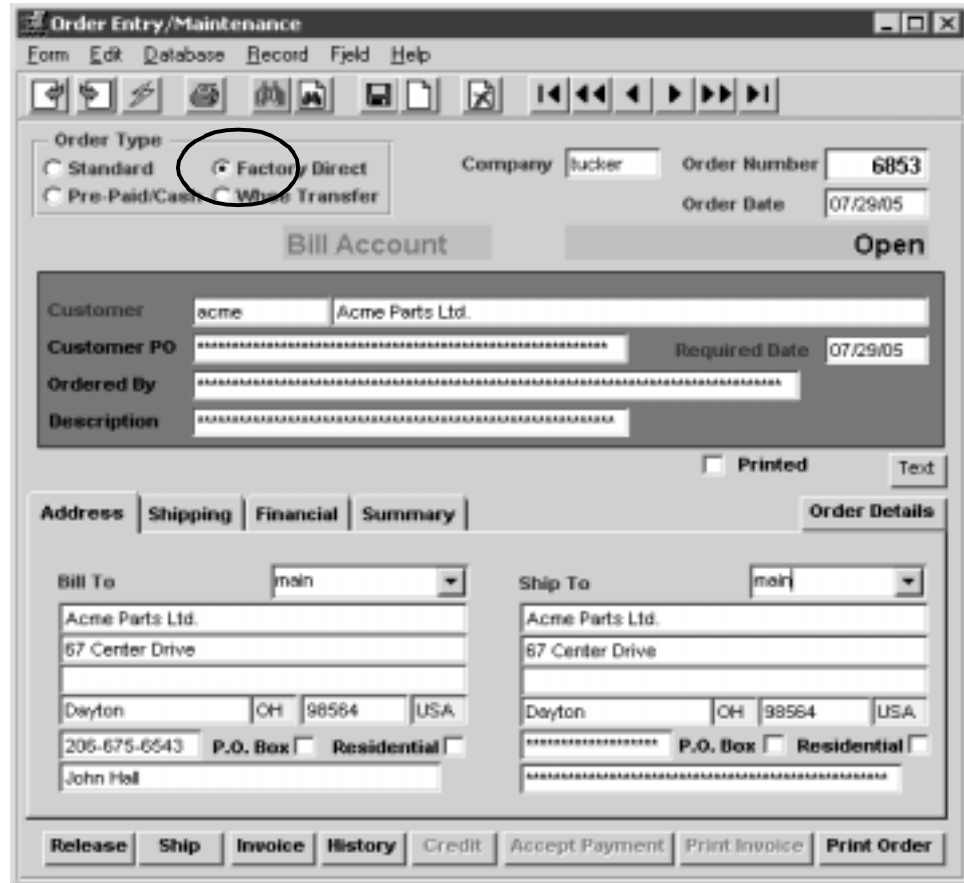 Order Entry/Maintenance
Form Edit Database Record Field Help
Order Type
Standard Factory Direct Company tucker Order Number 6853
Pre-Paid/Cash Whse Transfer Order Date 07/29/05
Bill Account Open
Customer acme Acme Parts Ltd.
Customer PO Required Date 07/29/05
Ordered By
Description
Printed Text
Address Shipping Financial Summary Order Details
Bill To main Ship To main
Acme Parts Ltd. Acme Parts Ltd.
67 Center Drive 67 Center Drive
Dayton OH 98564 USA Dayton OH 98564 USA
206-675-6543 P.O. Box Residential P.O. Box Residential
John Hall
Release Ship Invoice History Credit Accept Payment Print Invoice Print Order